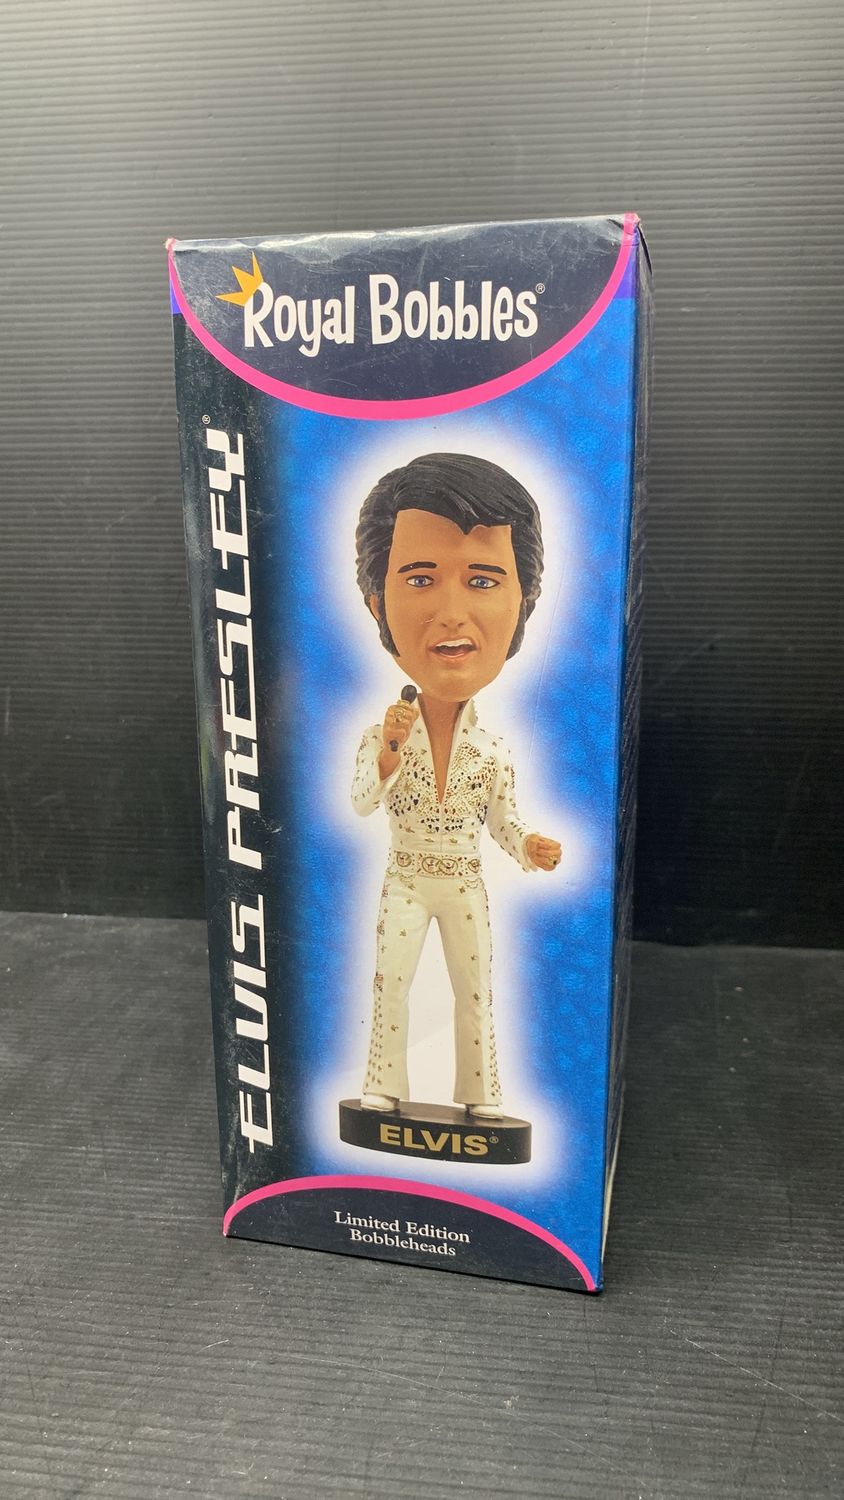 Royal Bobbles®
ELVIS PRESLEY®
ELVIS®
Limited Edition
Bobbleheads